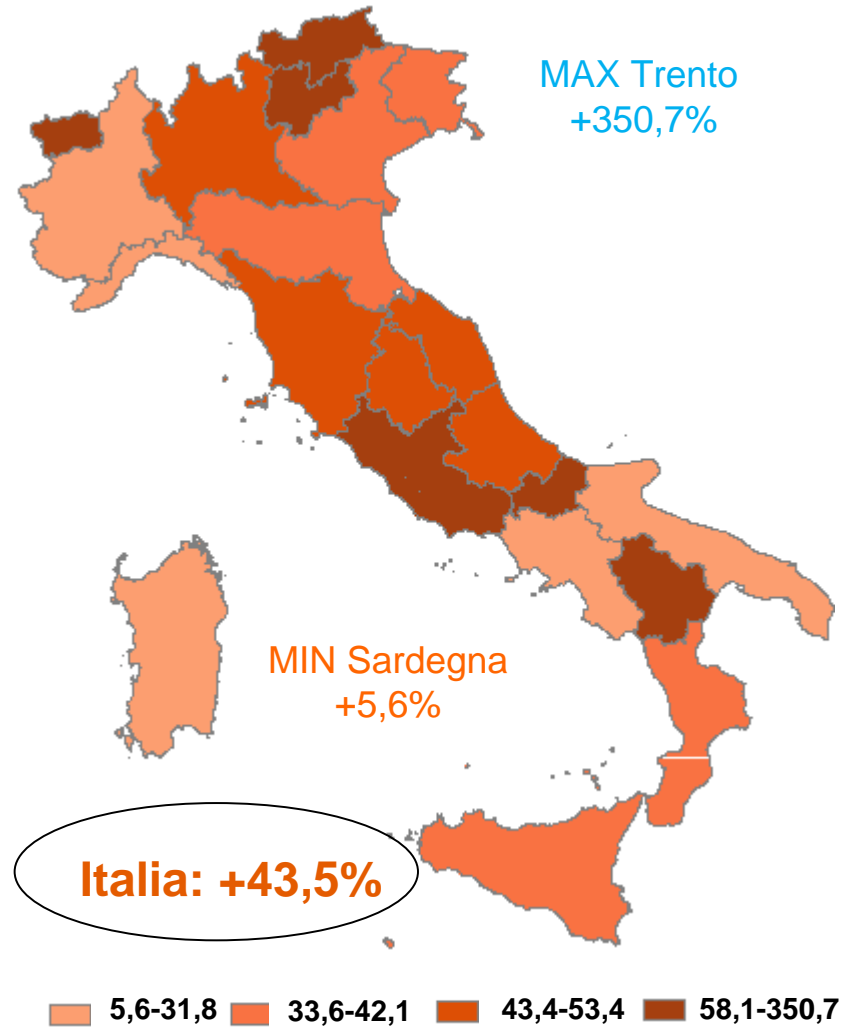 MAX Trento
+350,7%
MIN Sardegna
+5,6%
Italia: +43,5%
5,6-31,8 33,6-42,1 43,4-53,4 58,1-350,7